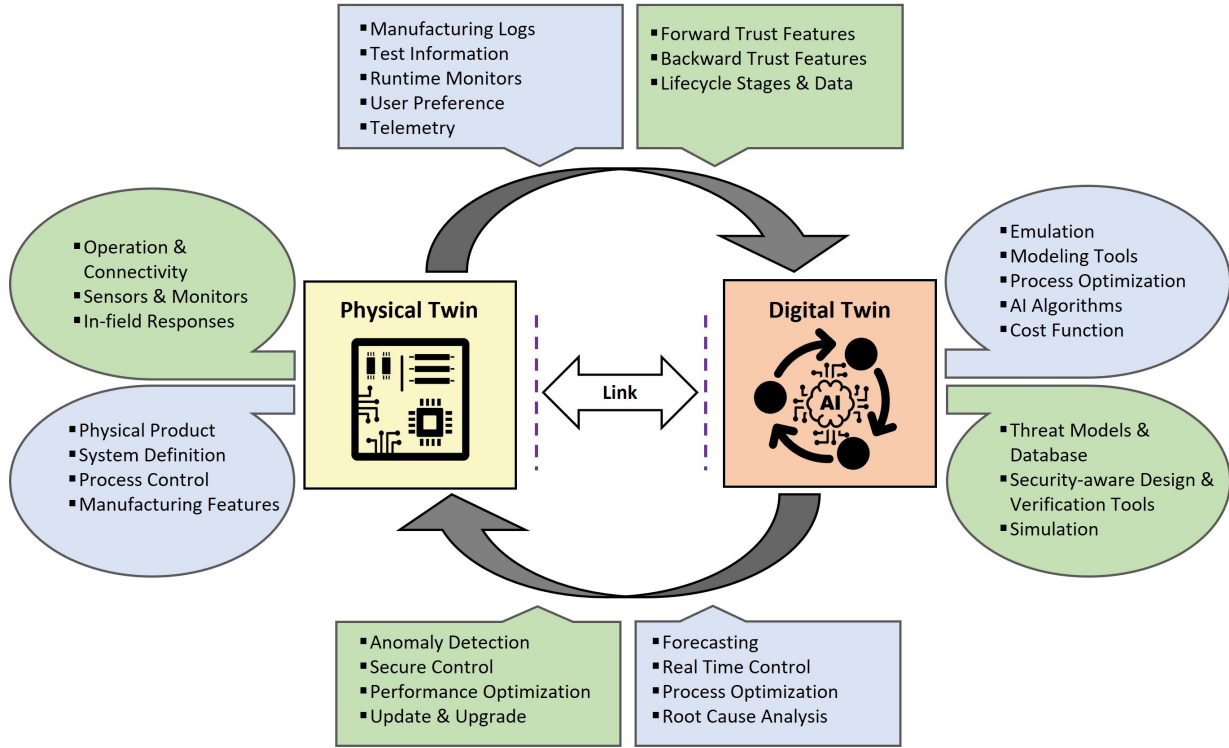 ▪ Manufacturing Logs
▪ Test Information
▪ Runtime Monitors
▪ User Preference
▪ Telemetry
▪ Forward Trust Features
▪ Backward Trust Features
▪ Lifecycle Stages & Data
▪ Operation &
Connectivity
▪ Sensors & Monitors
▪ In-field Responses
▪ Physical Product
▪ System Definition
▪ Process Control
▪ Manufacturing Features
Physical Twin
Link
Digital Twin
AI
▪ Emulation
▪ Modeling Tools
▪ Process Optimization
▪ AI Algorithms
▪ Cost Function
▪ Threat Models &
Database
▪ Security-aware Design &
Verification Tools
▪ Simulation
▪ Anomaly Detection
▪ Secure Control
▪ Performance Optimization
▪ Update & Upgrade
▪ Forecasting
▪ Real Time Control
▪ Process Optimization
▪ Root Cause Analysis